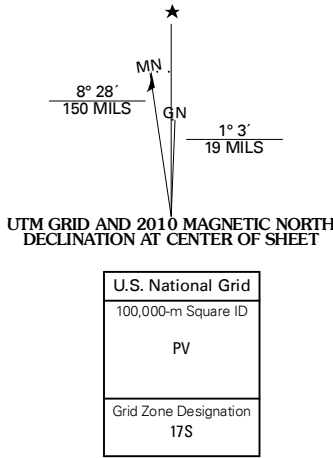 ★
MN
8° 28´
150 MILS
GN
1° 3´
19 MILS
UTM GRID AND 2010 MAGNETIC NORTH
DECLINATION AT CENTER OF SHEET
U.S. National Grid
100,000-m Square ID
PV
Grid Zone Designation
17S